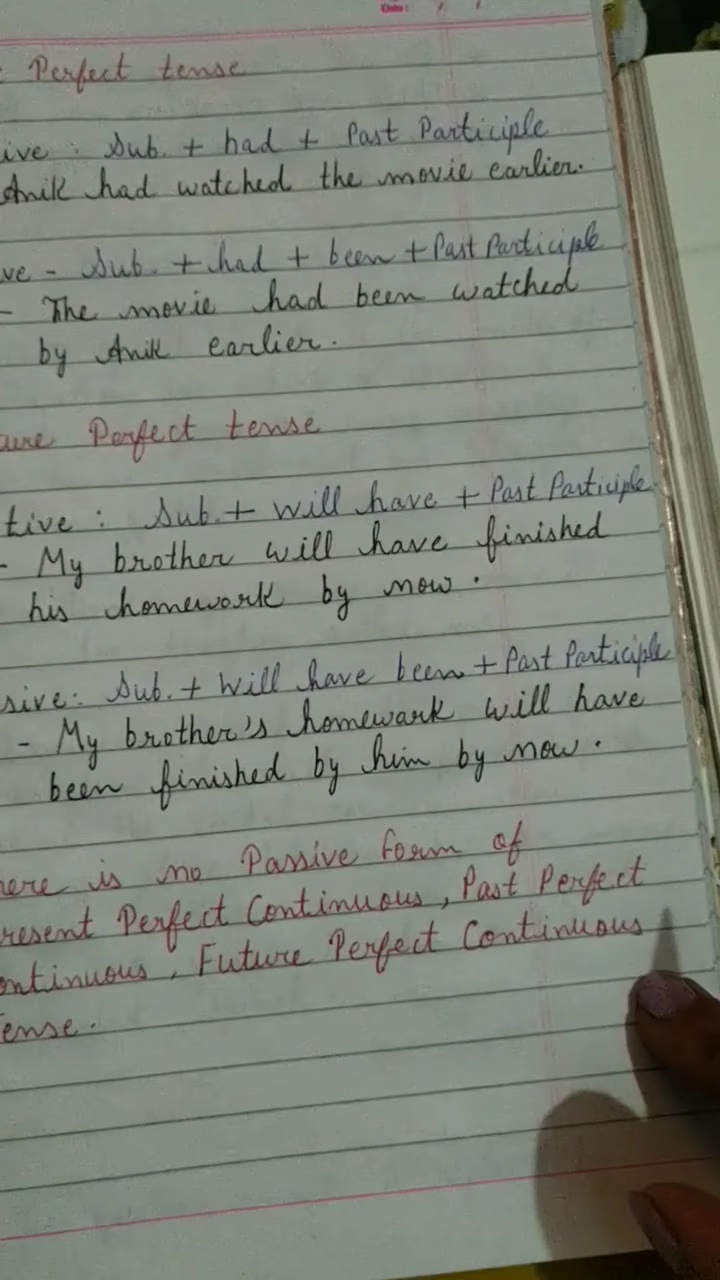 Date:
: Perfect tense
ive : Sub. + had + Past Participle
Anik had watched the movie earlier.
ve - Sub. + had + been + Past Participle
- The movie had been watched
by Anik earlier.
ure Perfect tense
tive : Sub. + will have + Past Participle
- My brother will have finished
his homework by now.
sive: Sub. + will have been + Past Participle
- My brother's homewark will have
been finished by him by now.
here is no Passive form of
resent Perfect Continuous, Past Perfect
ontinuous, Future Perfect Continuous
ense.